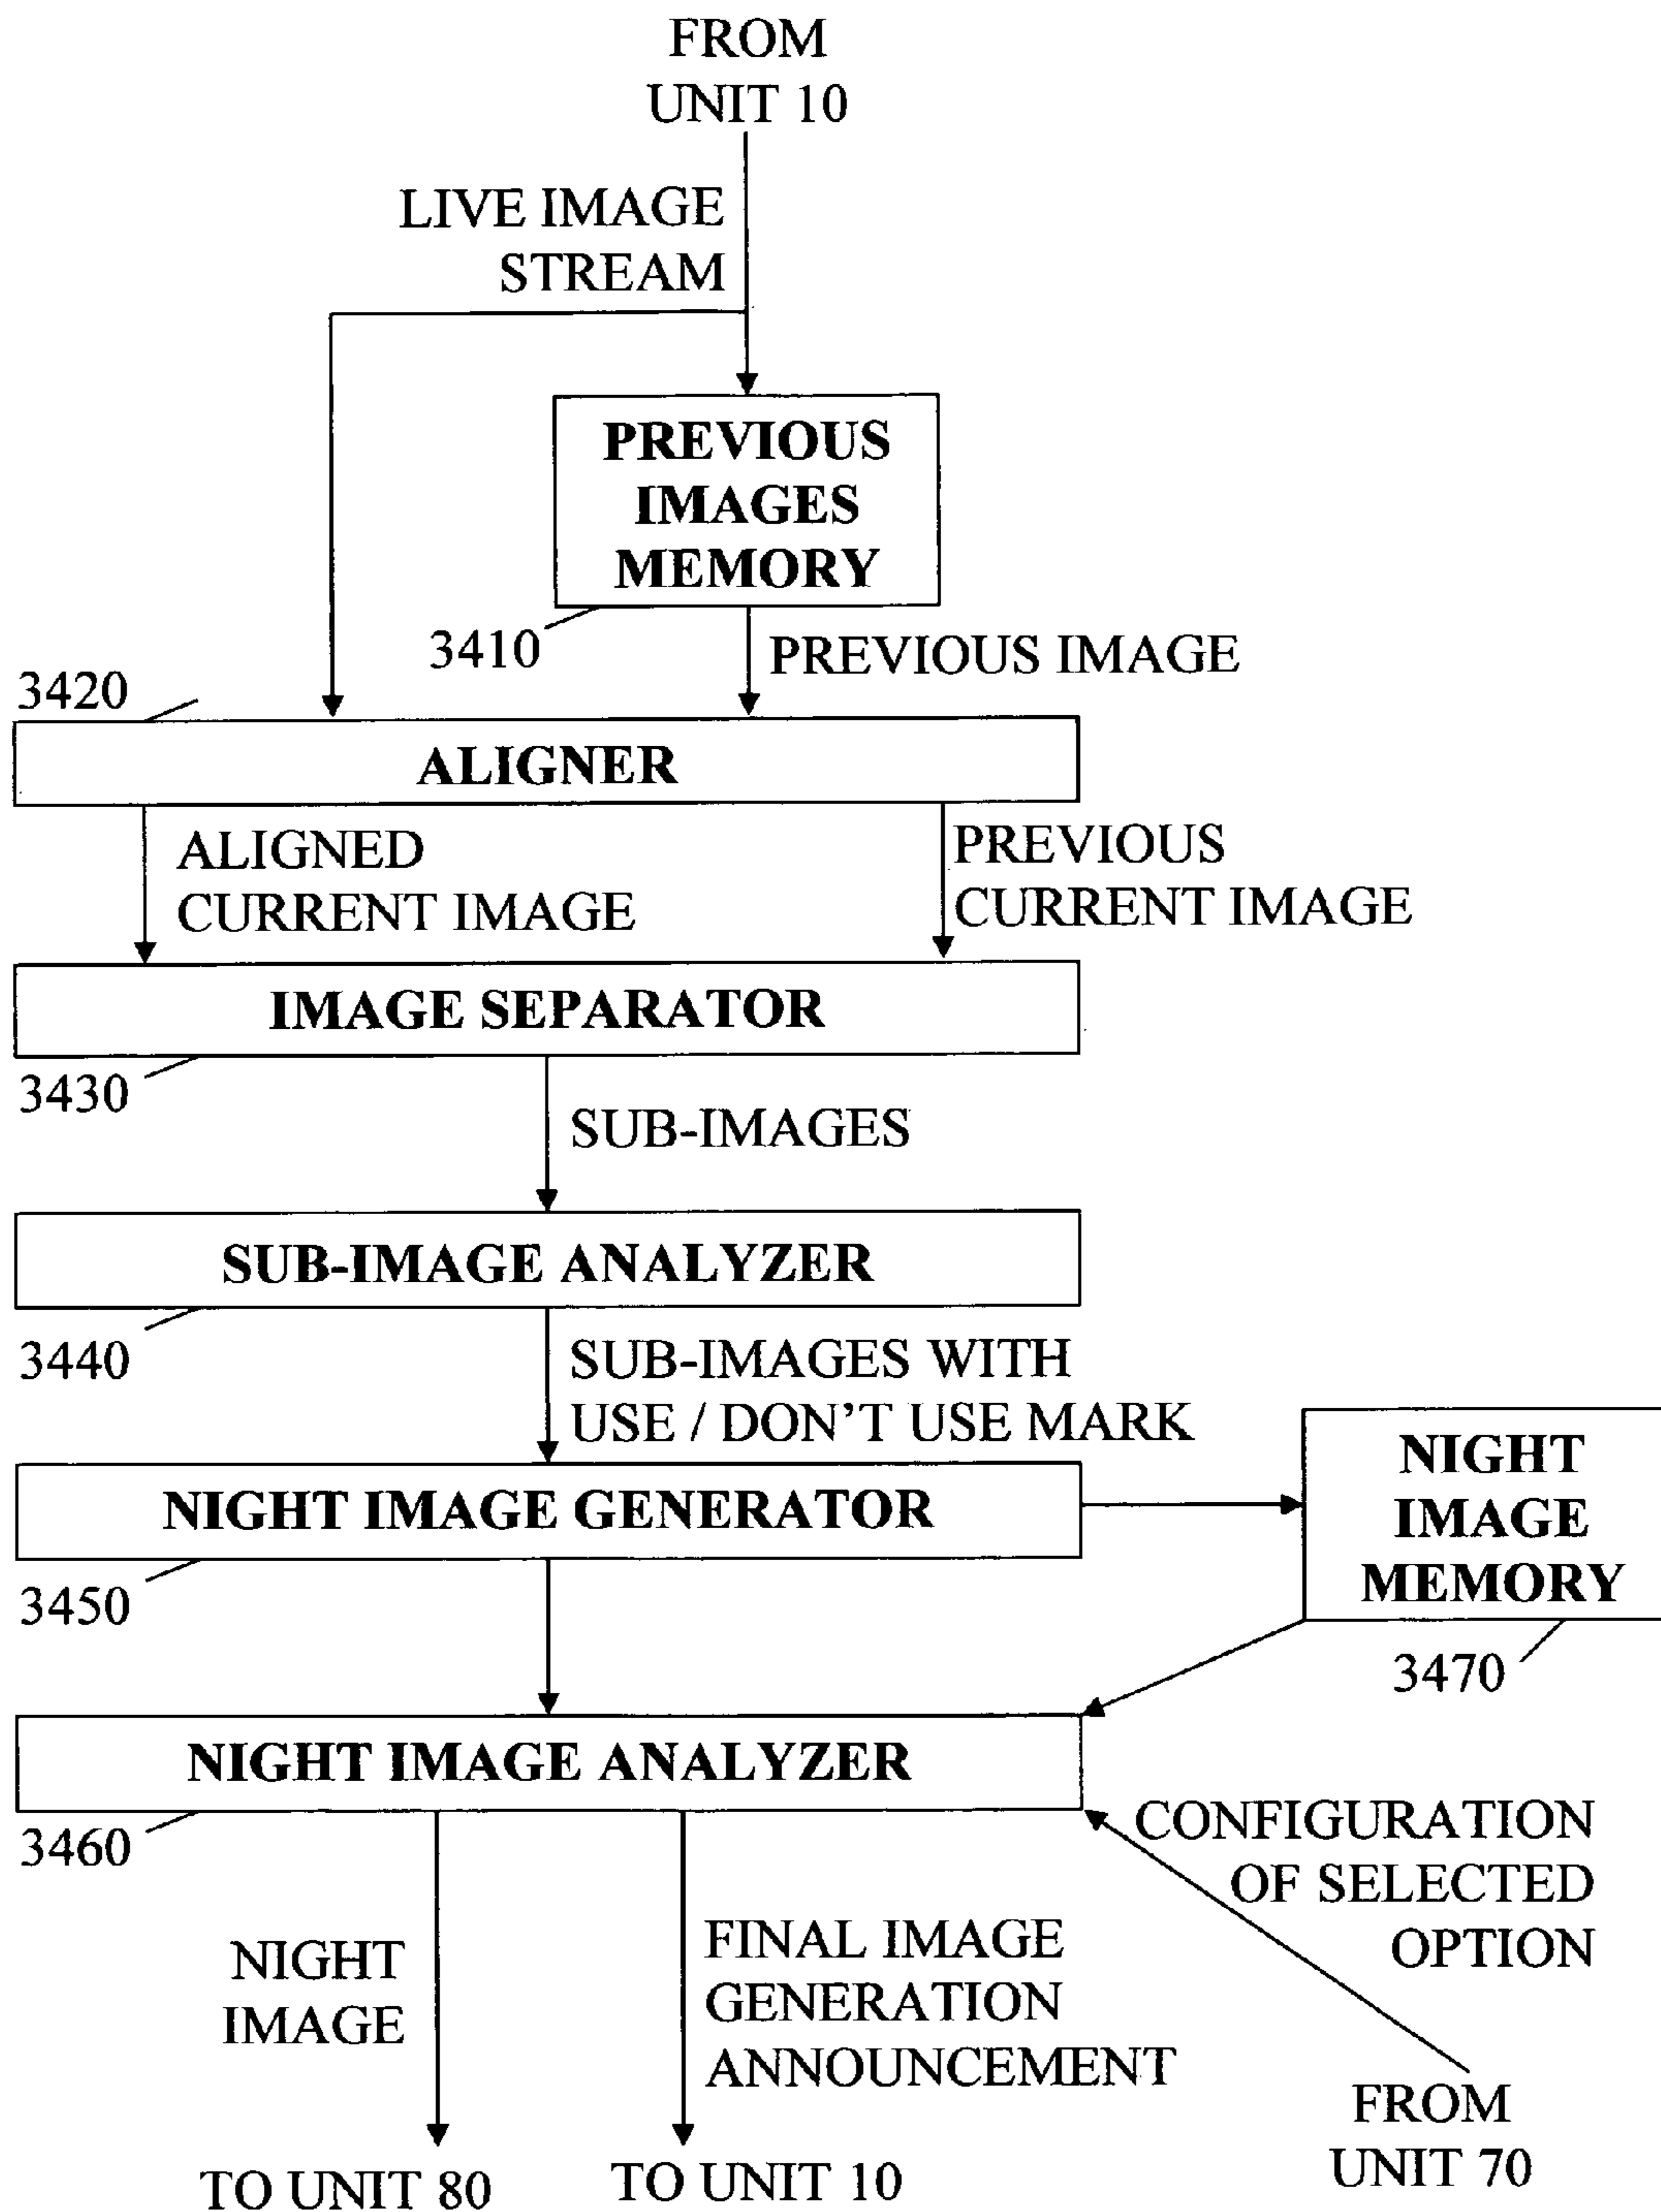 FROM
UNIT 10
LIVE IMAGE
STREAM
PREVIOUS
IMAGES
MEMORY
3410
PREVIOUS IMAGE
3420
ALIGNER
ALIGNED
CURRENT IMAGE
PREVIOUS
CURRENT IMAGE
IMAGE SEPARATOR
3430
SUB-IMAGES
SUB-IMAGE ANALYZER
3440
SUB-IMAGES WITH
USE / DON'T USE MARK
NIGHT IMAGE GENERATOR
3450
NIGHT
IMAGE
MEMORY
3470
NIGHT IMAGE ANALYZER
3460
CONFIGURATION
OF SELECTED
OPTION
NIGHT
IMAGE
FINAL IMAGE
GENERATION
ANNOUNCEMENT
FROM
UNIT 70
TO UNIT 80
TO UNIT 10